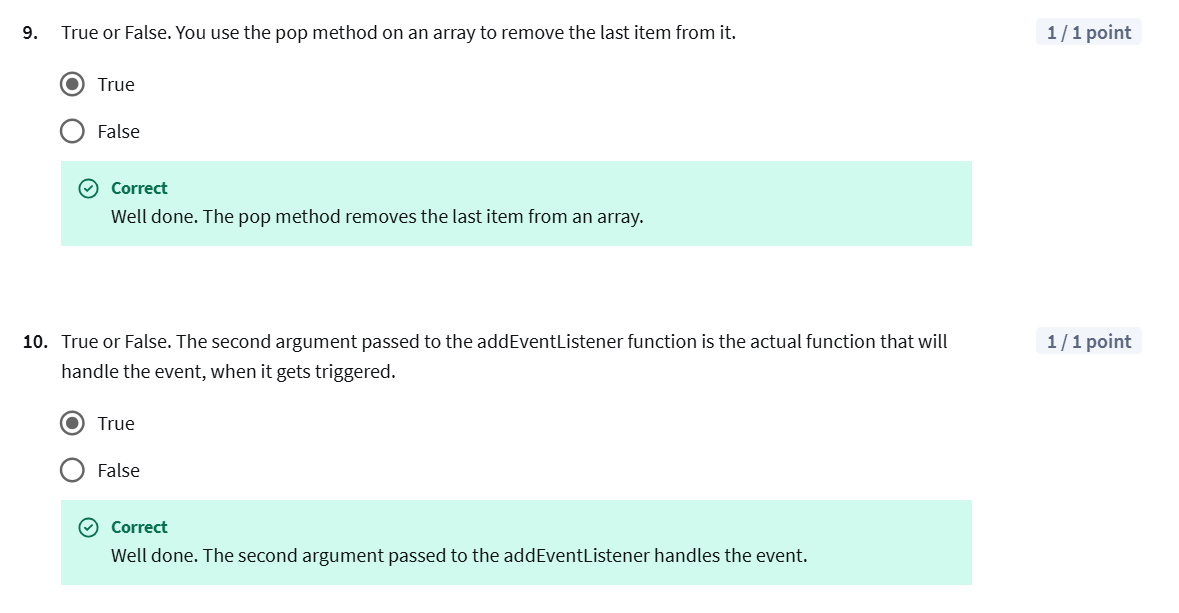 9. True or False. You use the pop method on an array to remove the last item from it. 1 / 1 point
True
False
Correct
Well done. The pop method removes the last item from an array.
10. True or False. The second argument passed to the addEventListener function is the actual function that will 1 / 1 point
handle the event, when it gets triggered.
True
False
Correct
Well done. The second argument passed to the addEventListener handles the event.